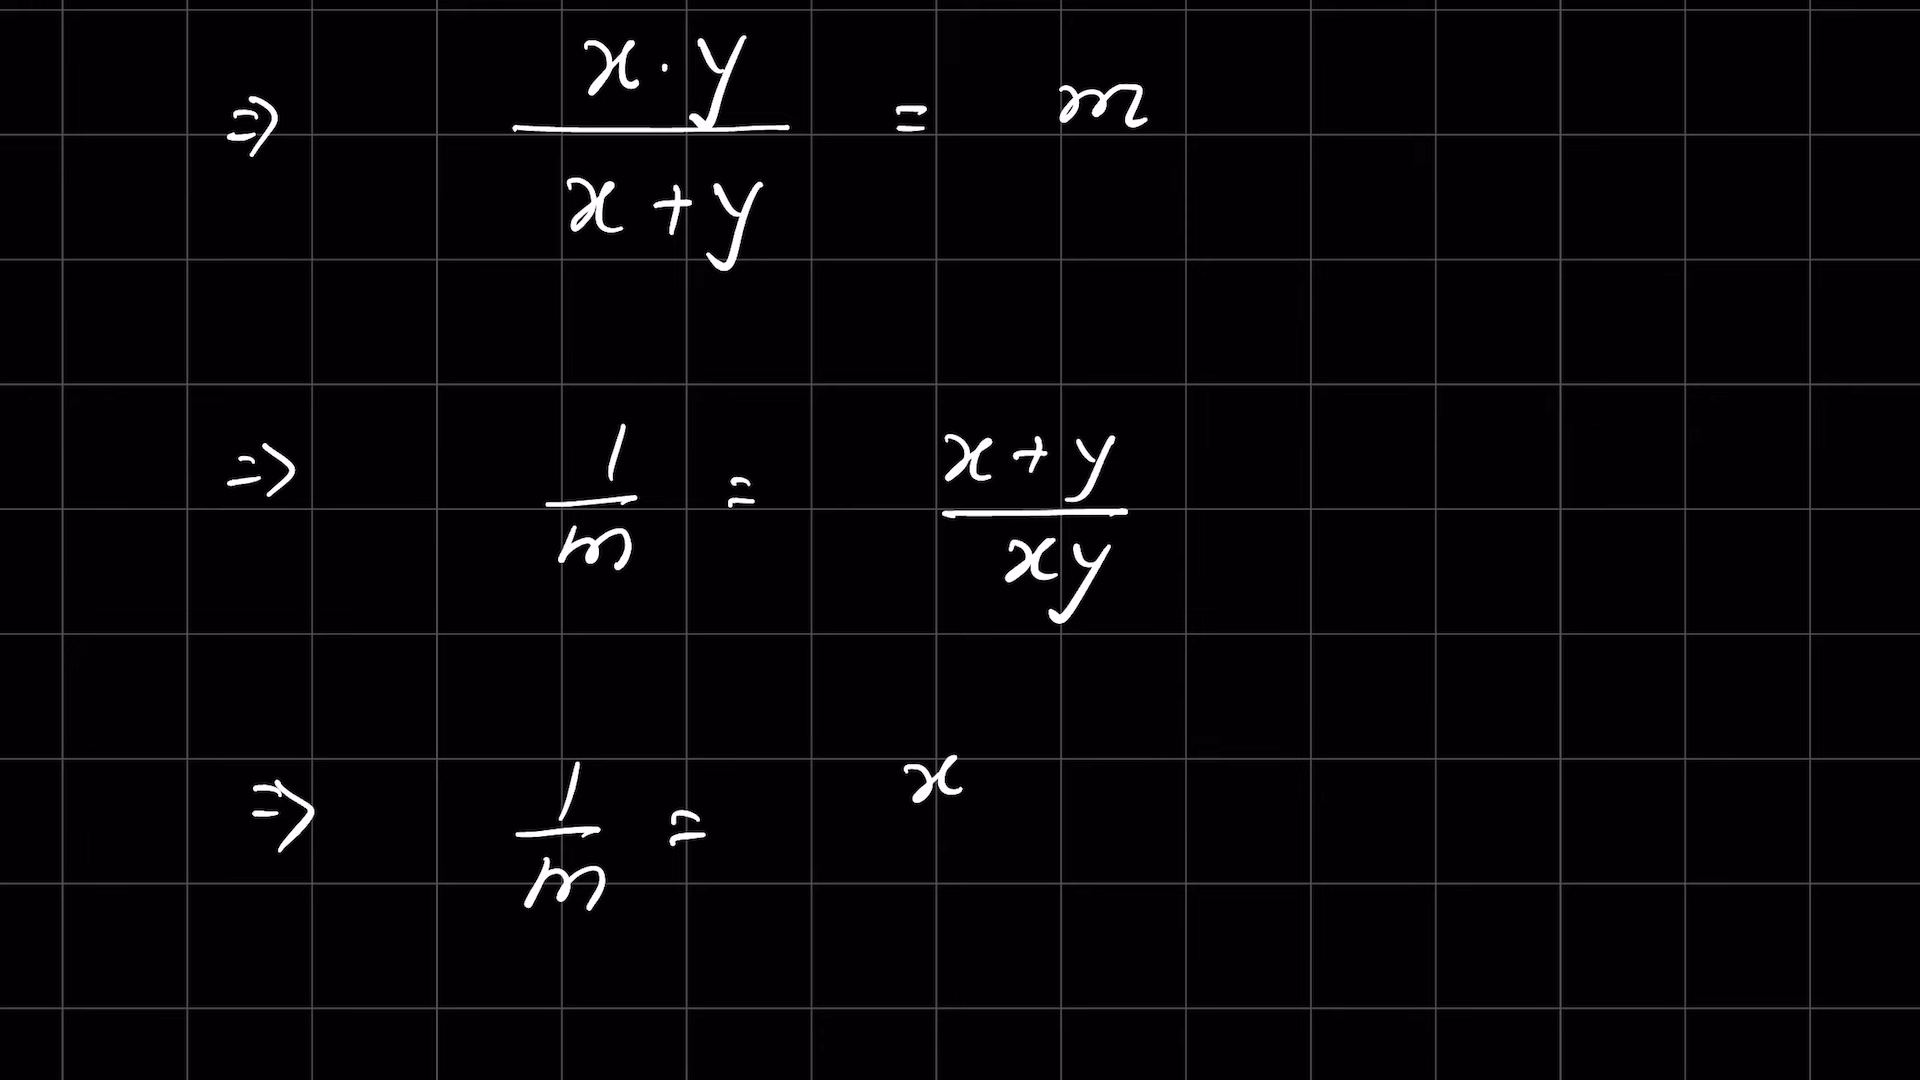 ⇒ x · y / x + y = m
⇒ 1 / m = x + y / xy
⇒ 1 / m = x